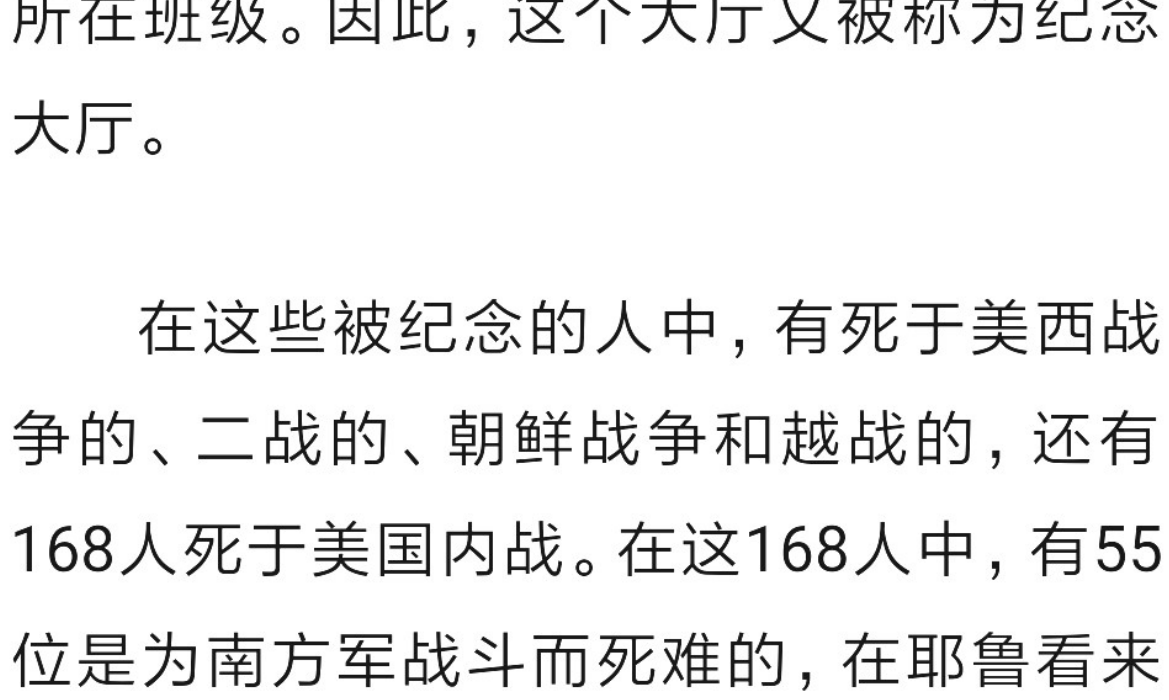 所在班级。因此，这个大厅又被称为纪念
大厅。
在这些被纪念的人中，有死于美西战
争的、二战的、朝鲜战争和越战的，还有
168人死于美国内战。在这168人中，有55
位是为南方军战斗而死难的，在耶鲁看来